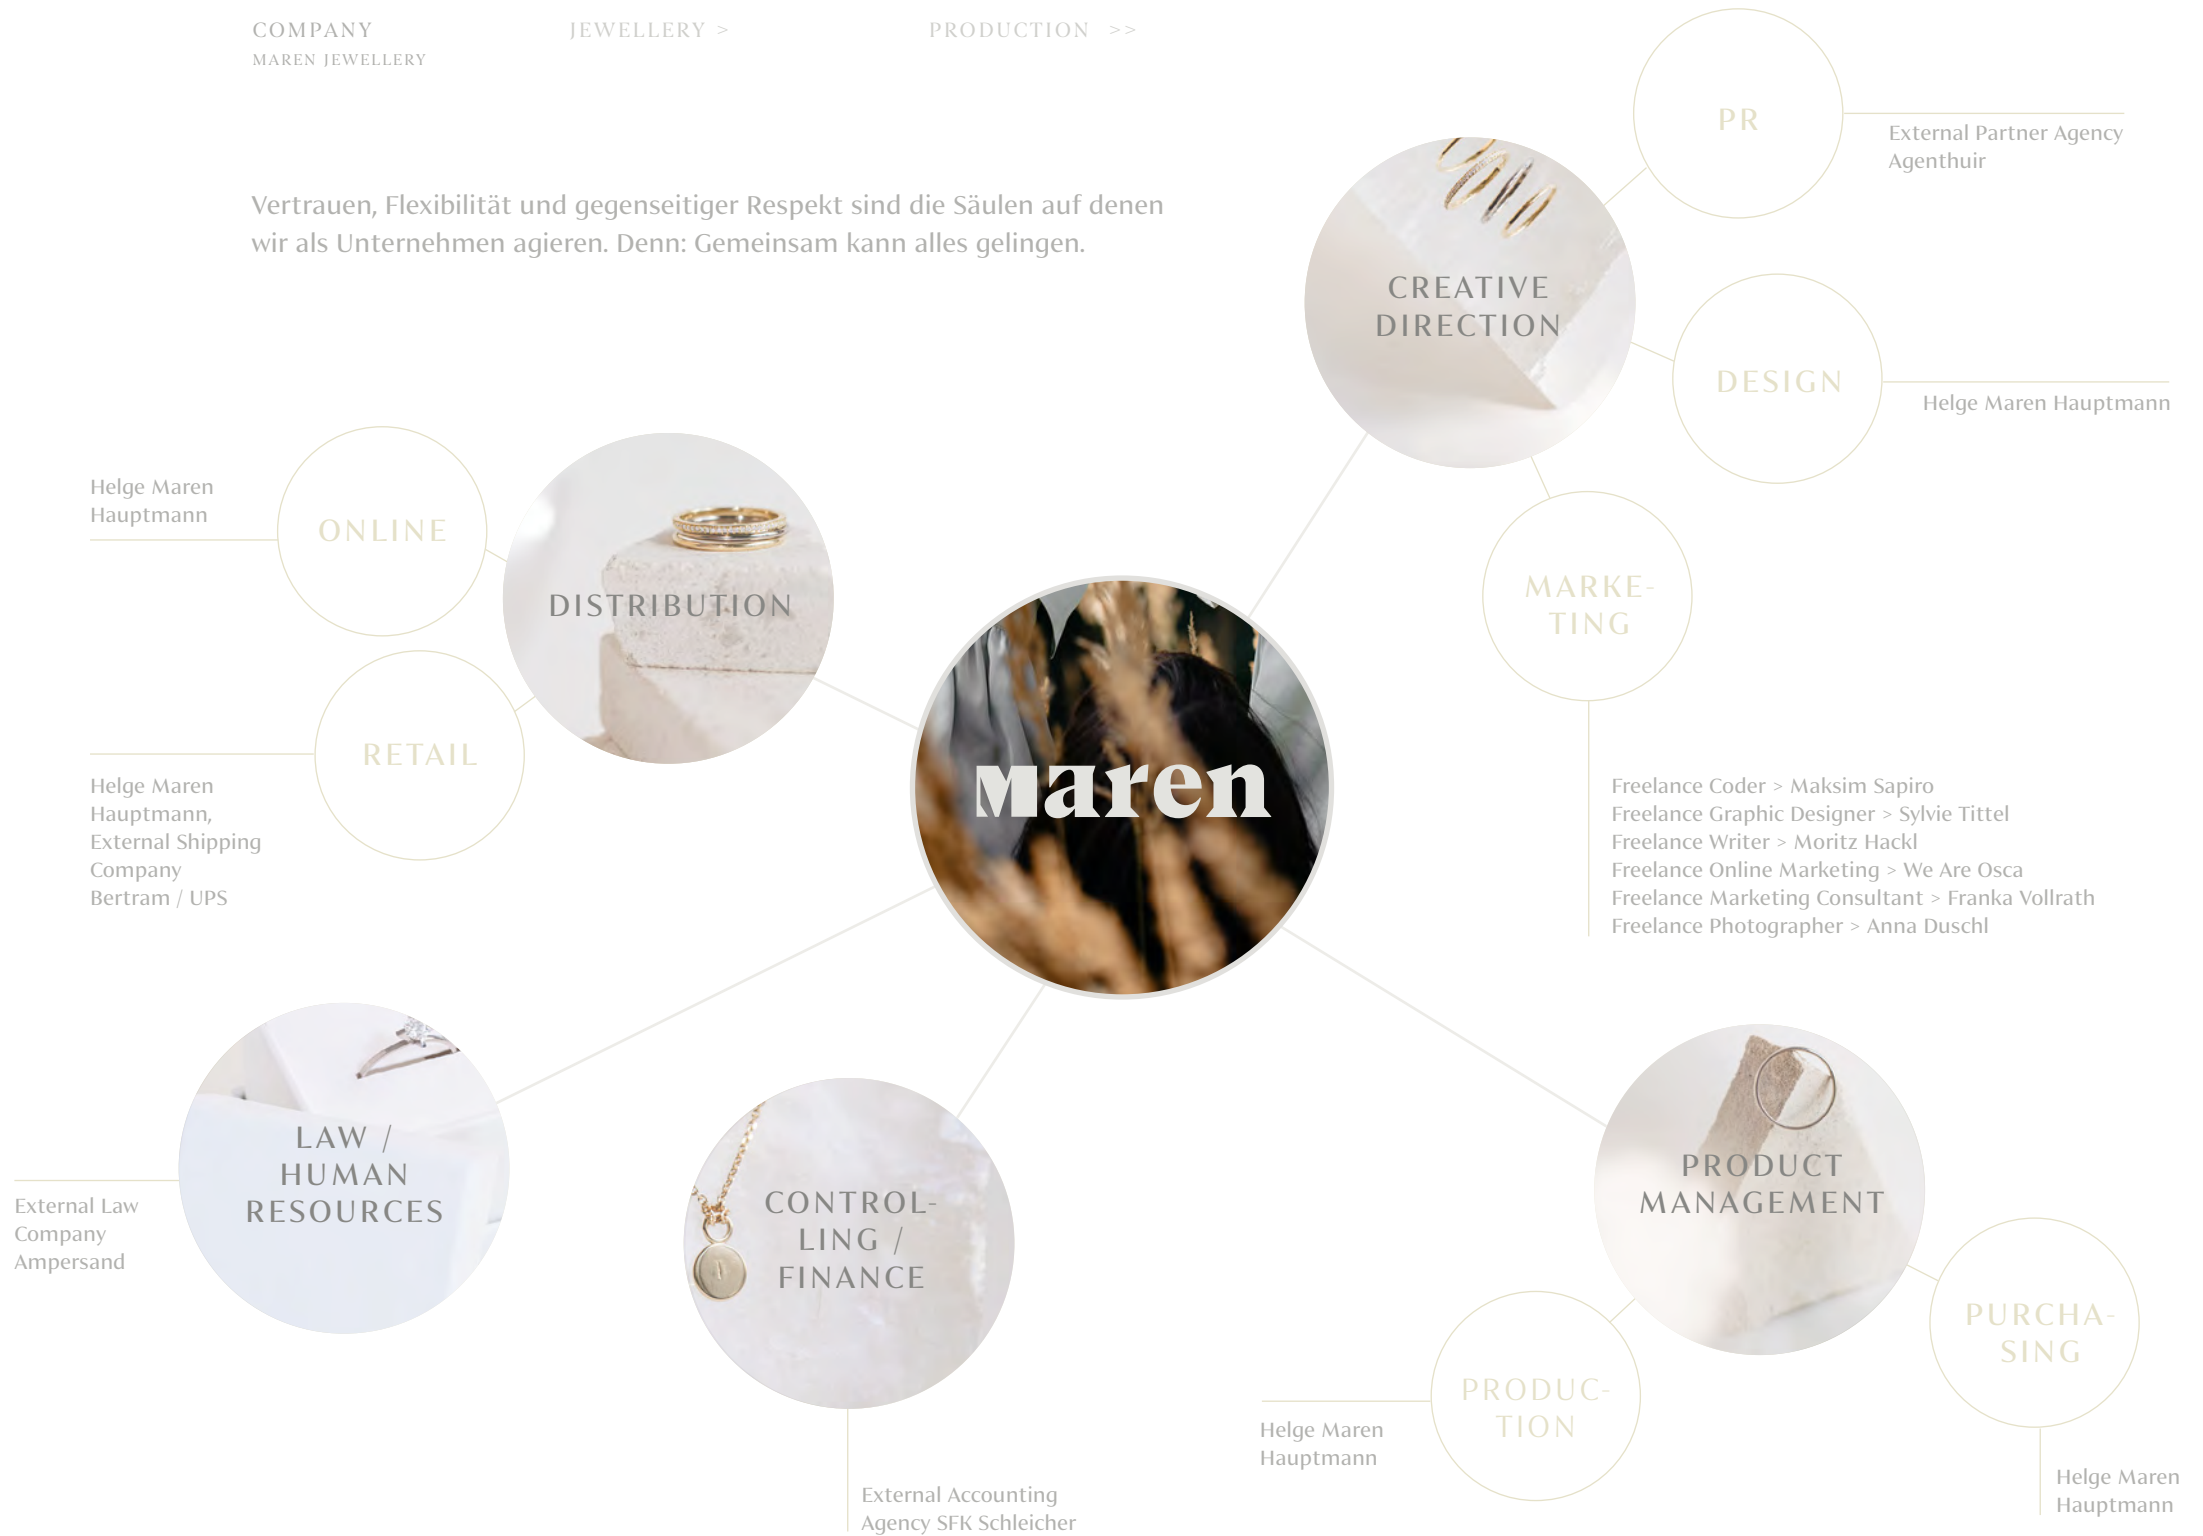 COMPANY
MAREN JEWELLERY
JEWELLERY >
PRODUCTION >>
Vertrauen, Flexibilität und gegenseitiger Respekt sind die Säulen auf denen
wir als Unternehmen agieren. Denn: Gemeinsam kann alles gelingen.
PR
External Partner Agency
Agenthuir
CREATIVE
DIRECTION
DESIGN
Helge Maren Hauptmann
MARKE-
TING
Freelance Coder > Maksim Sapiro
Freelance Graphic Designer > Sylvie Tittel
Freelance Writer > Moritz Hackl
Freelance Online Marketing > We Are Osca
Freelance Marketing Consultant > Franka Vollrath
Freelance Photographer > Anna Duschl
Helge Maren
Hauptmann
ONLINE
DISTRIBUTION
RETAIL
Helge Maren
Hauptmann,
External Shipping
Company
Bertram / UPS
Maren
LAW /
HUMAN
RESOURCES
External Law
Company
Ampersand
CONTROL-
LING /
FINANCE
External Accounting
Agency SFK Schleicher
PRODUCT
MANAGEMENT
PRODUC-
TION
Helge Maren
Hauptmann
PURCHA-
SING
Helge Maren
Hauptmann